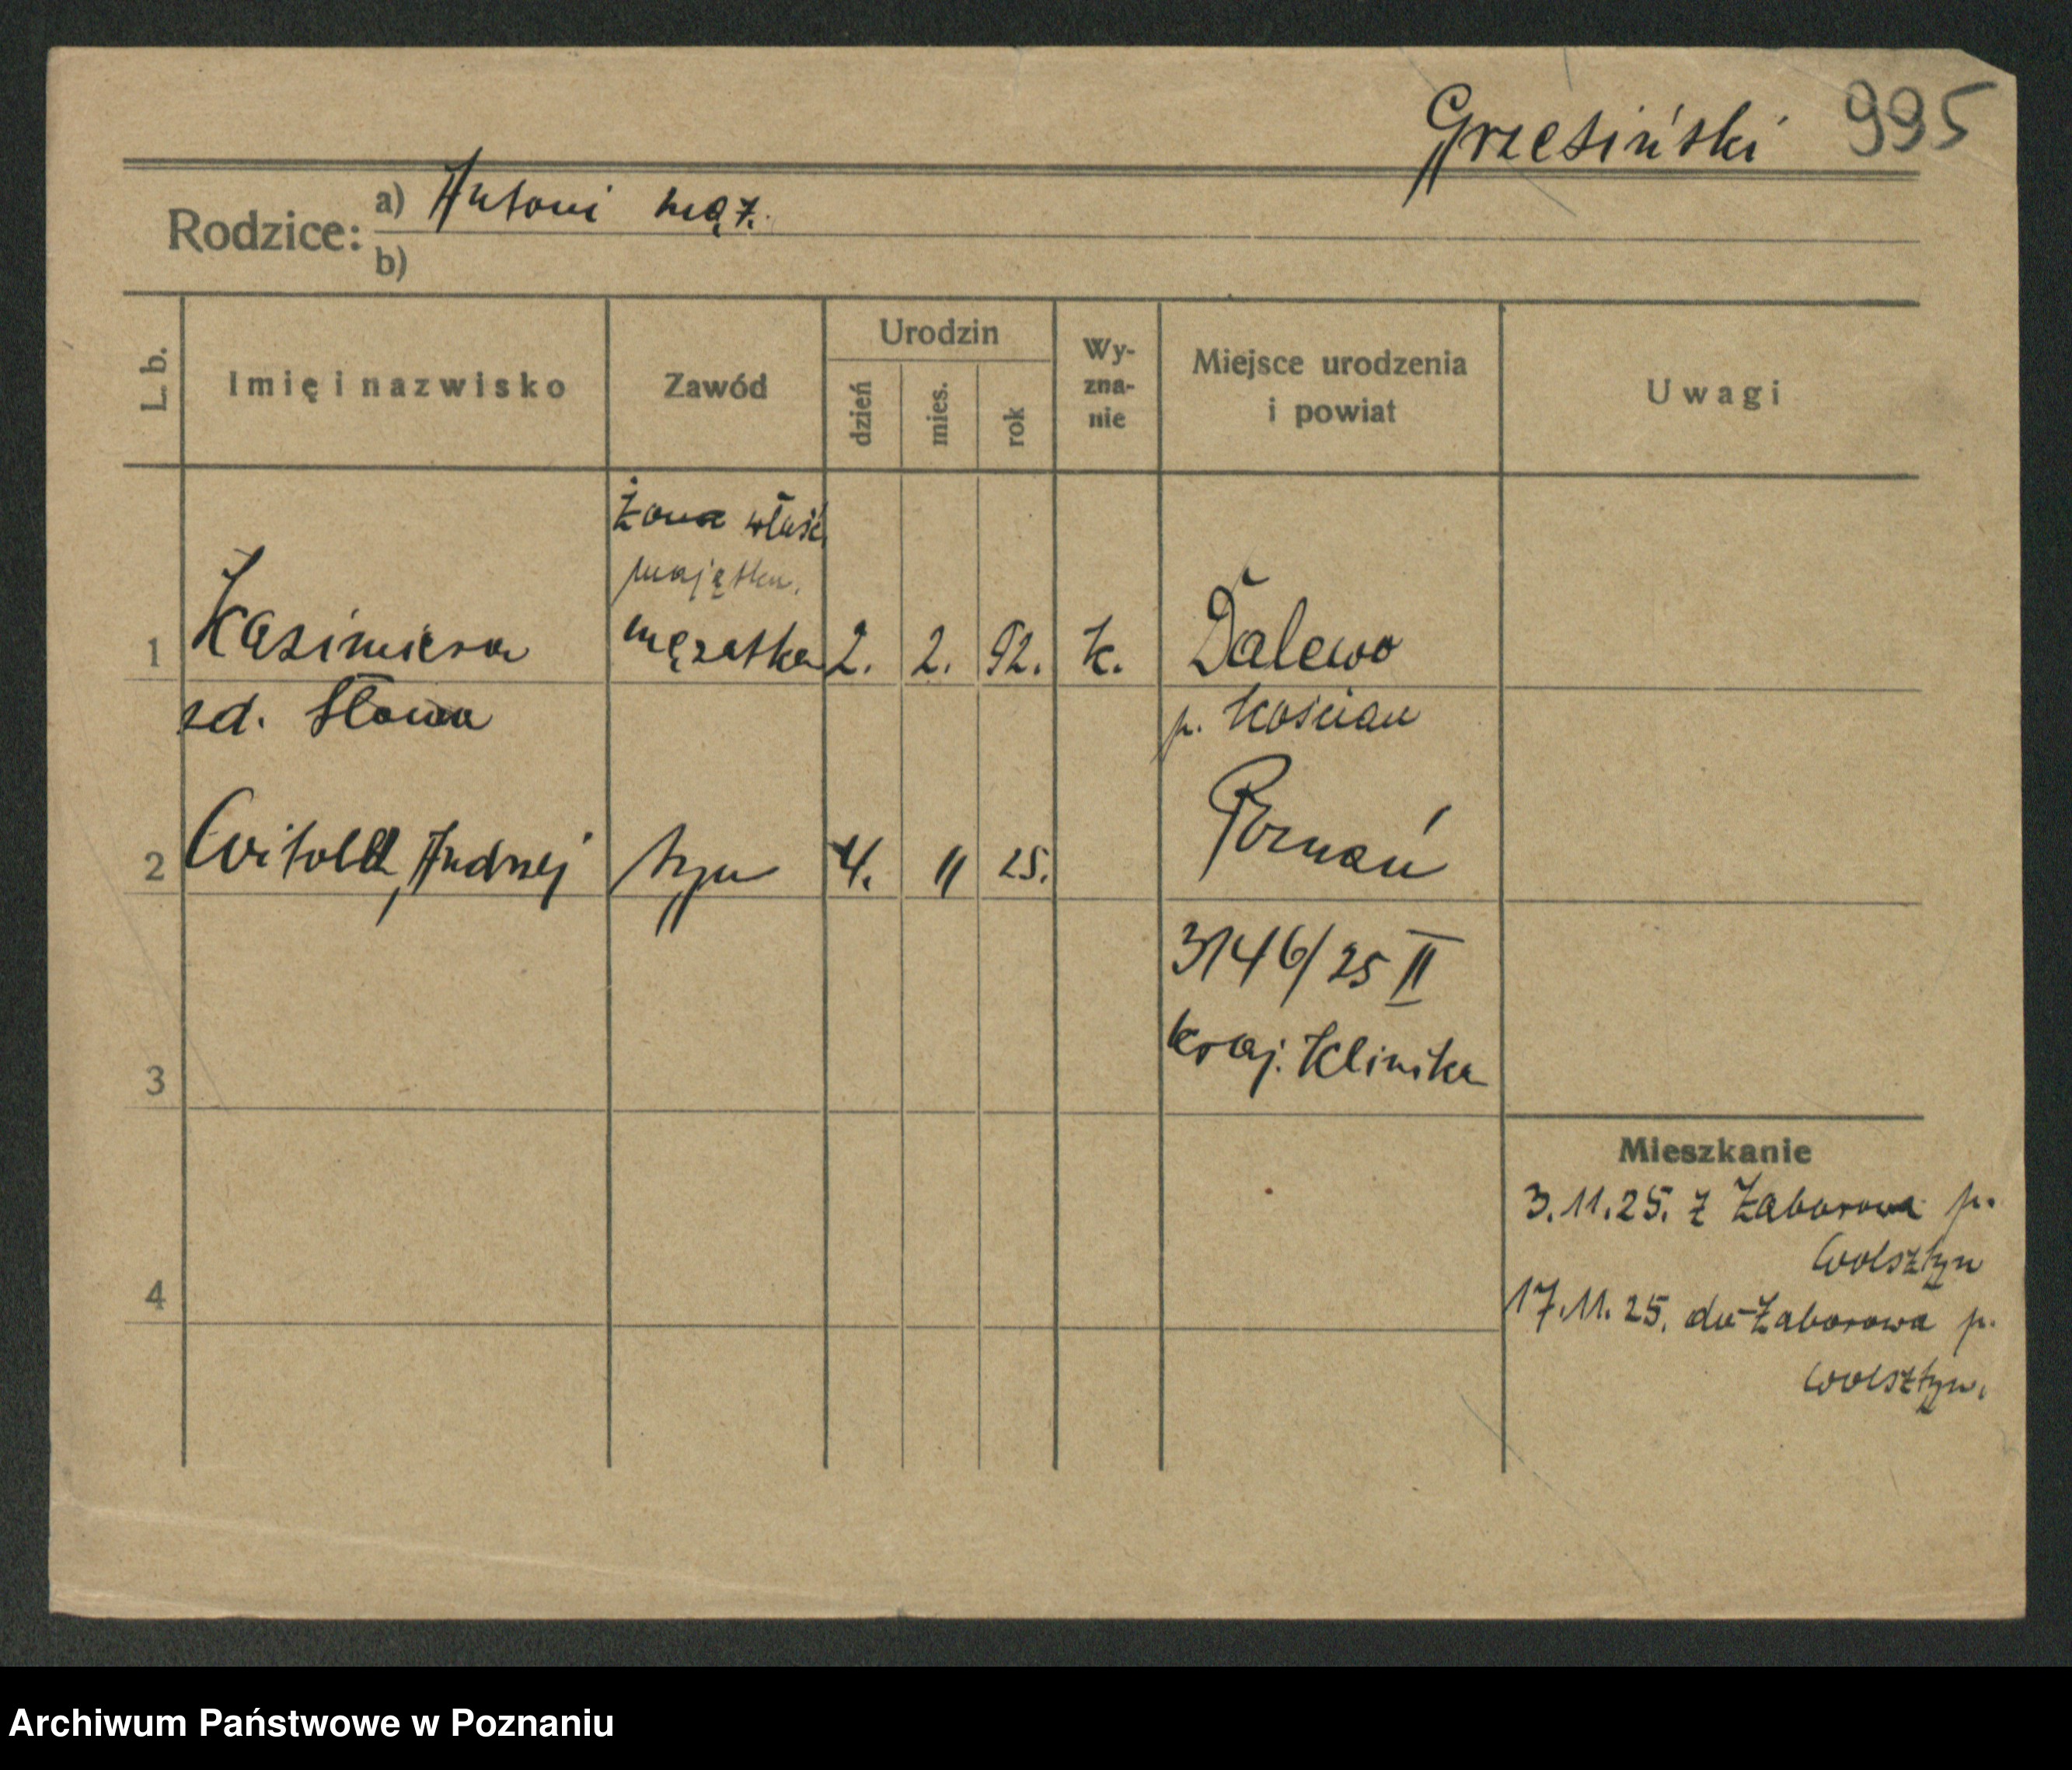 Grzesiński 995
Rodzice: a) Antoni mąż.
b)
L. b. Imię i nazwisko Zawód Urodzin dzień mies. rok Wy-zna-nie Miejsce urodzenia i powiat Uwagi
Żona właśc.
majątku.
1 Kazimiera mężatka 2. 2. 92. k. Dalewo
zd. Słowa p. Kościan
2 Witold, Andrzej syn 4. 11 25. Poznań
3146/25 II
Kraj. Klinika
3
Mieszkanie
3.11.25. z Zaborowa p.
Wolsztyn
4
17.11.25. do Zaborowa p.
Wolsztyn.
Archiwum Państwowe w Poznaniu